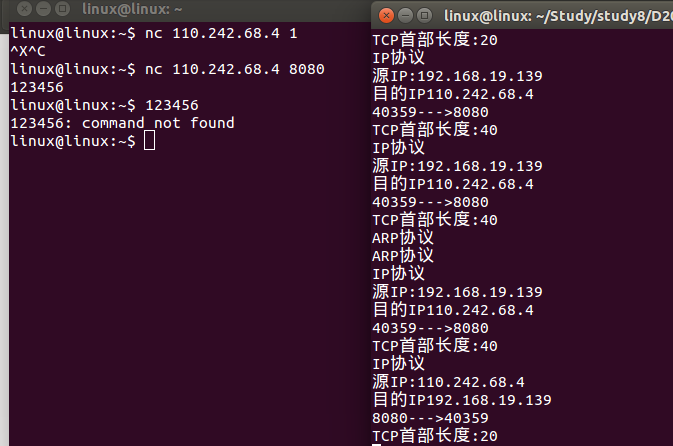 linux@linux: ~
linux@linux:~$ nc 110.242.68.4 1
^X^C
linux@linux:~$ nc 110.242.68.4 8080
123456
linux@linux:~$ 123456
123456: command not found
linux@linux:~$
linux@linux: ~/Study/study8/D20
TCP首部长度:20
IP协议
源IP:192.168.19.139
目的IP110.242.68.4
40359--->8080
TCP首部长度:40
IP协议
源IP:192.168.19.139
目的IP110.242.68.4
40359--->8080
TCP首部长度:40
ARP协议
ARP协议
IP协议
源IP:192.168.19.139
目的IP110.242.68.4
40359--->8080
TCP首部长度:40
IP协议
源IP:110.242.68.4
目的IP192.168.19.139
8080--->40359
TCP首部长度:20